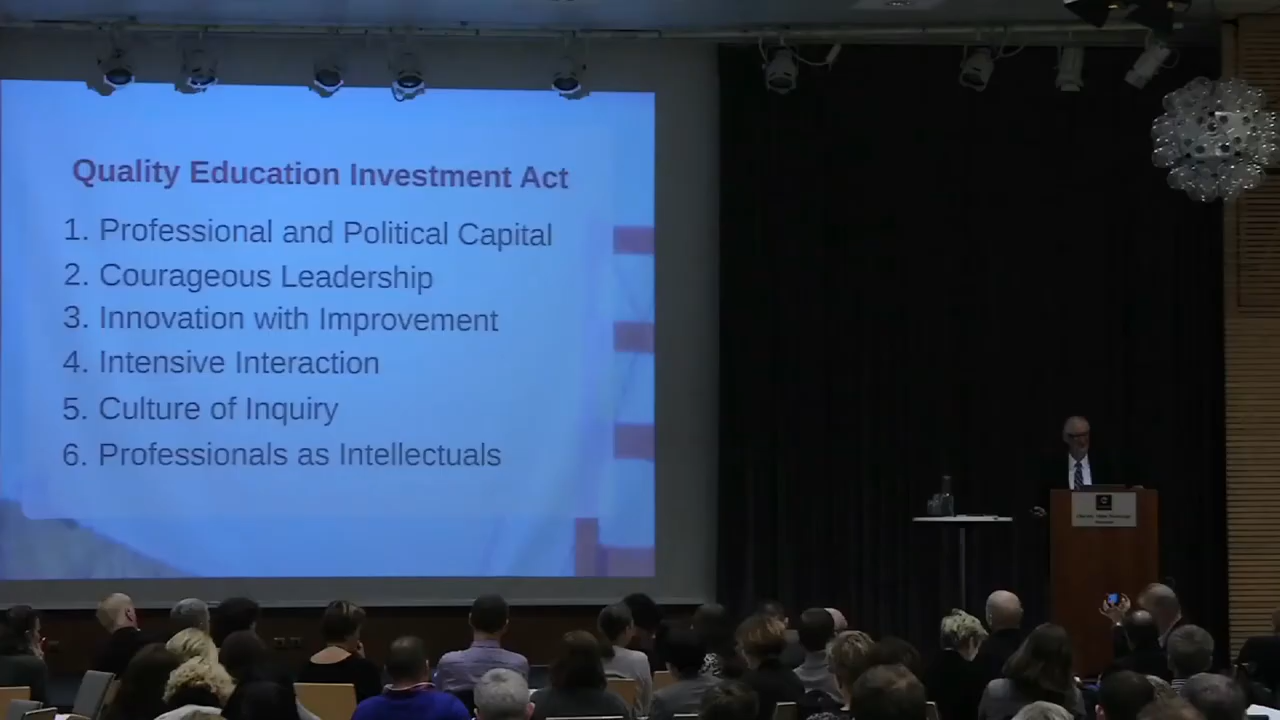 Quality Education Investment Act
1. Professional and Political Capital
2. Courageous Leadership
3. Innovation with Improvement
4. Intensive Interaction
5. Culture of Inquiry
6. Professionals as Intellectuals